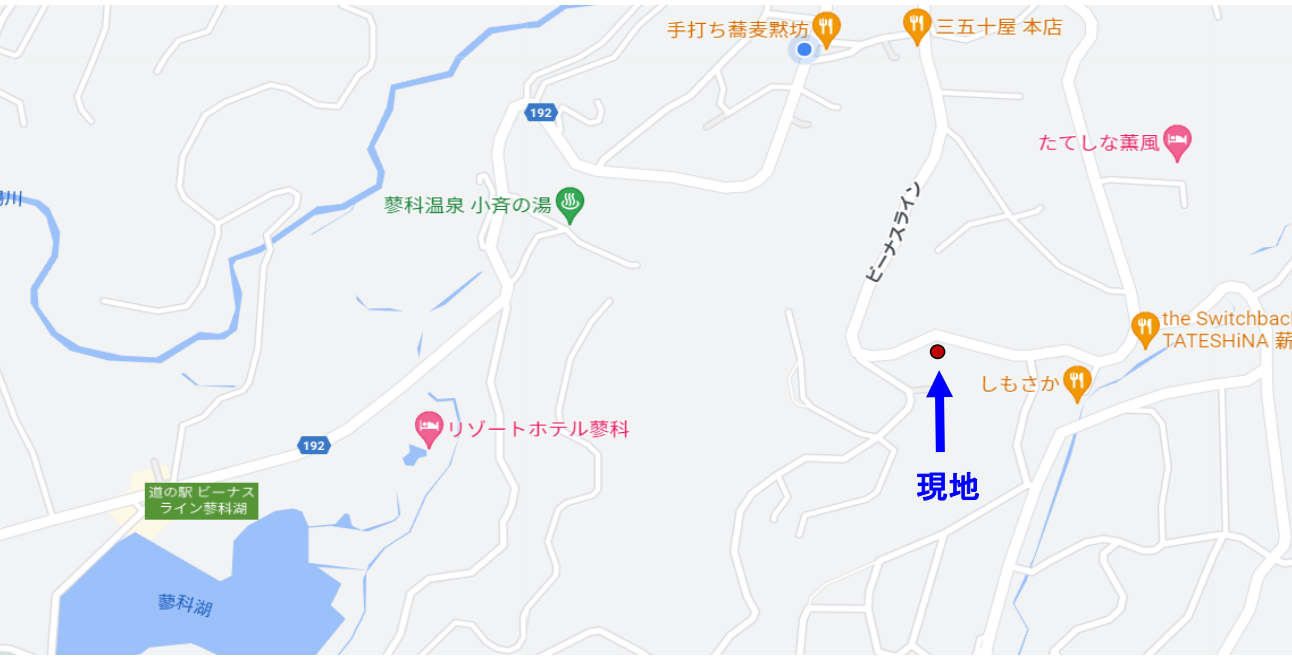 手打ち蕎麦黙坊
三五十屋 本店
192
たてしな薫風
蓼科温泉 小斉の湯
ビーナスライン
the Switchbac
TATESHiNA 薪
しもさか
リゾートホテル蓼科
192
現地
道の駅 ビーナス
ライン蓼科湖
蓼科湖